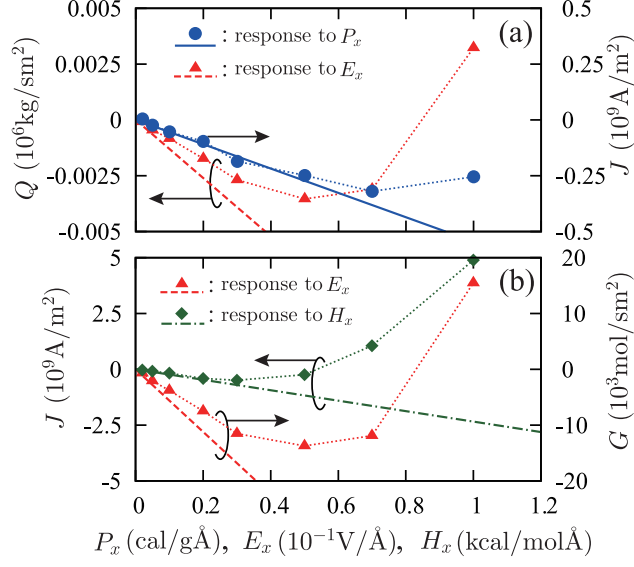 0.005
0.0025
0
-0.0025
-0.005
Q (10⁶kg/sm²)
: response to Pₓ
: response to Eₓ
(a)
0.5
0.25
0
-0.25
-0.5
J (10⁹A/m²)
5
2.5
0
-2.5
-5
J (10⁹A/m²)
: response to Eₓ
: response to Hₓ
(b)
20
10
0
-10
-20
G (10³mol/sm²)
0 0.2 0.4 0.6 0.8 1 1.2
Pₓ (cal/gÅ), Eₓ (10⁻¹V/Å), Hₓ (kcal/molÅ)